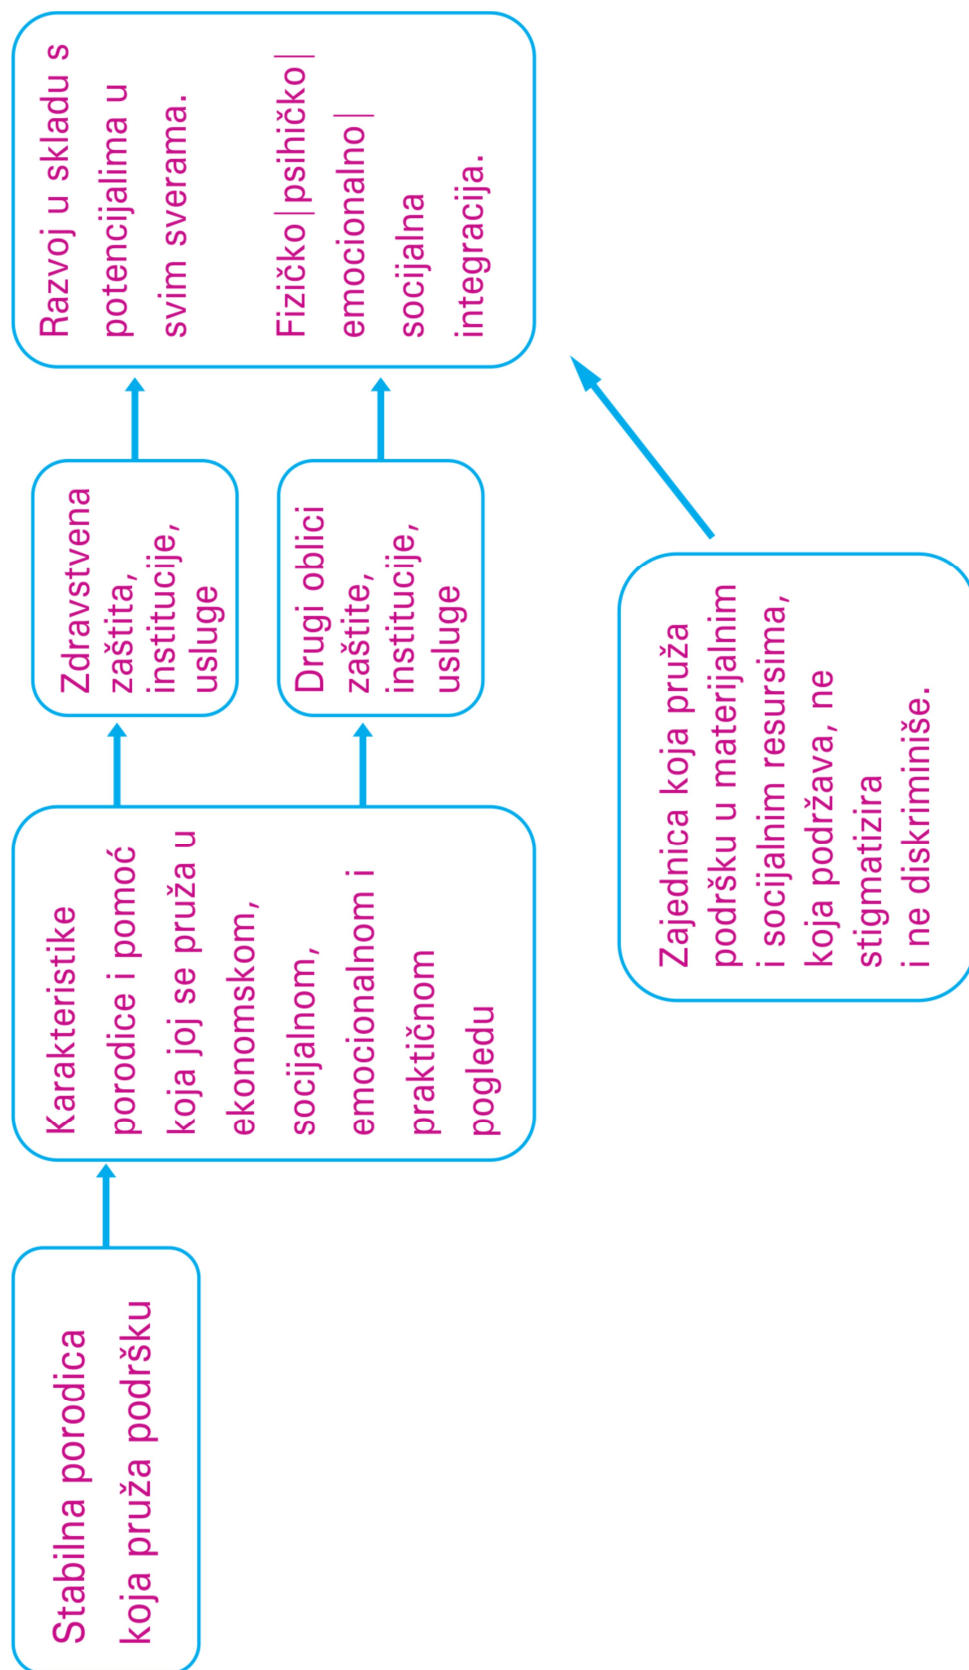 Stabilna porodica
koja pruža podršku
Karakteristike
porodice i pomoć
koja joj se pruža u
ekonomskom,
socijalnom,
emocionalnom i
praktičnom
pogledu
Zdravstvena
zaštita,
institucije,
usluge
Drugi oblici
zaštite,
institucije,
usluge
Razvoj u skladu s
potencijalima u
svim sverama.
Fizičko|psihičko|
emocionalno|
socijalna
integracija.
Zajednica koja pruža
podršku u materijalnim
i socijalnim resursima,
koja podržava, ne
stigmatizira
i ne diskriminiše.